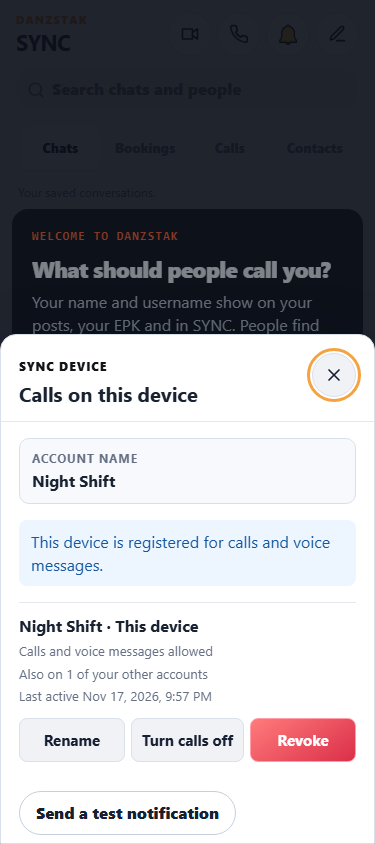 DANZSTAK
SYNC
Search chats and people
Chats
Bookings
Calls
Contacts
Your saved conversations.
WELCOME TO DANZSTAK
What should people call you?
Your name and username show on your
posts, your EPK and in SYNC. People find
SYNC DEVICE
Calls on this device
ACCOUNT NAME
Night Shift
This device is registered for calls and voice
messages.
Night Shift · This device
Calls and voice messages allowed
Also on 1 of your other accounts
Last active Nov 17, 2026, 9:57 PM
Rename
Turn calls off
Revoke
Send a test notification